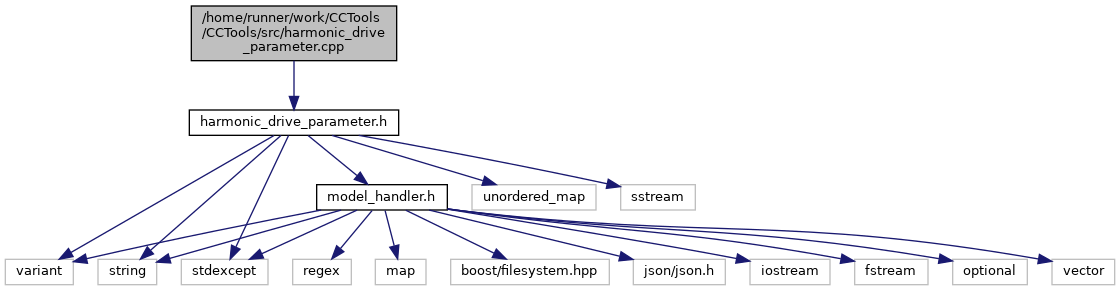 /home/runner/work/CCTools
/CCTools/src/harmonic_drive
_parameter.cpp
harmonic_drive_parameter.h
model_handler.h
unordered_map
sstream
variant
string
stdexcept
regex
map
boost/filesystem.hpp
json/json.h
iostream
fstream
optional
vector